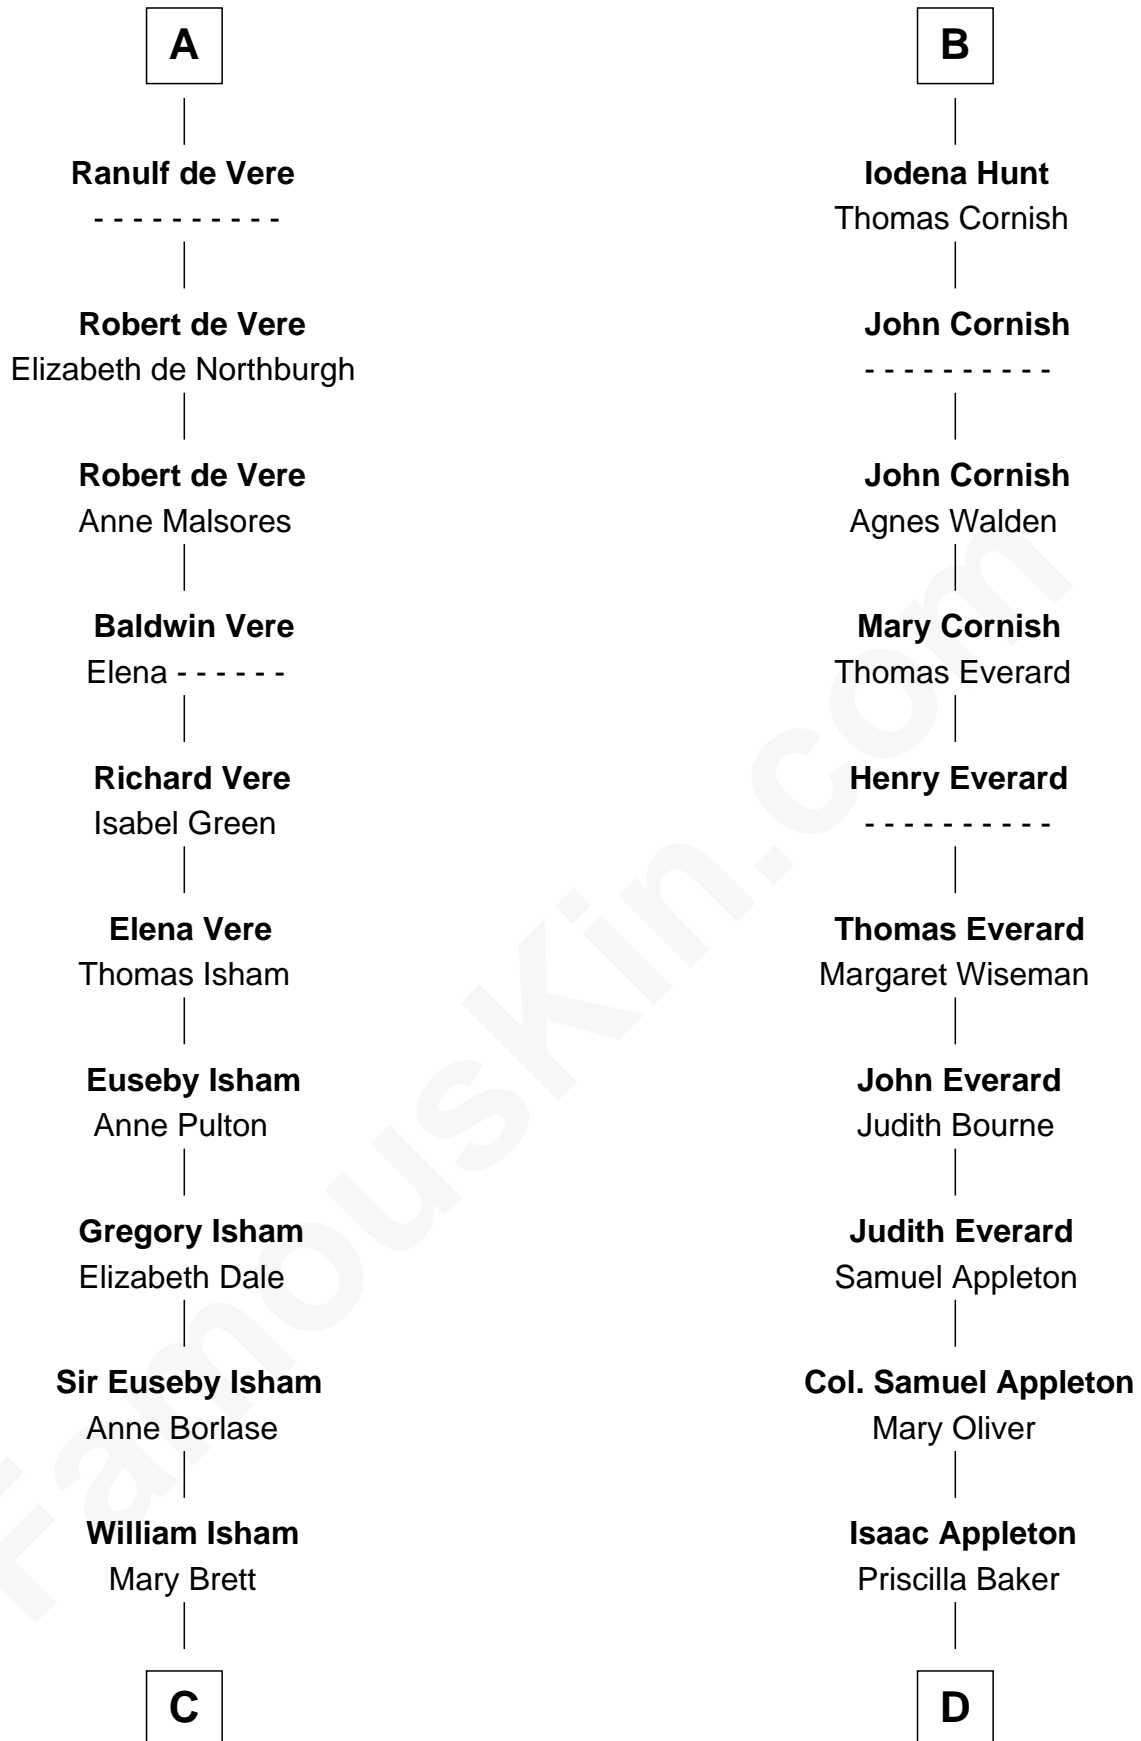 A
Ranulf de Vere
- - - - - - - - - -
Robert de Vere
Elizabeth de Northburgh
Robert de Vere
Anne Malsores
Baldwin Vere
Elena - - - - - -
Richard Vere
Isabel Green
Elena Vere
Thomas Isham
Euseby Isham
Anne Pulton
Gregory Isham
Elizabeth Dale
Sir Euseby Isham
Anne Borlase
William Isham
Mary Brett
C
B
Iodena Hunt
Thomas Cornish
John Cornish
- - - - - - - - - -
John Cornish
Agnes Walden
Mary Cornish
Thomas Everard
Henry Everard
- - - - - - - - - -
Thomas Everard
Margaret Wiseman
John Everard
Judith Bourne
Judith Everard
Samuel Appleton
Col. Samuel Appleton
Mary Oliver
Isaac Appleton
Priscilla Baker
D
FamousKin.com